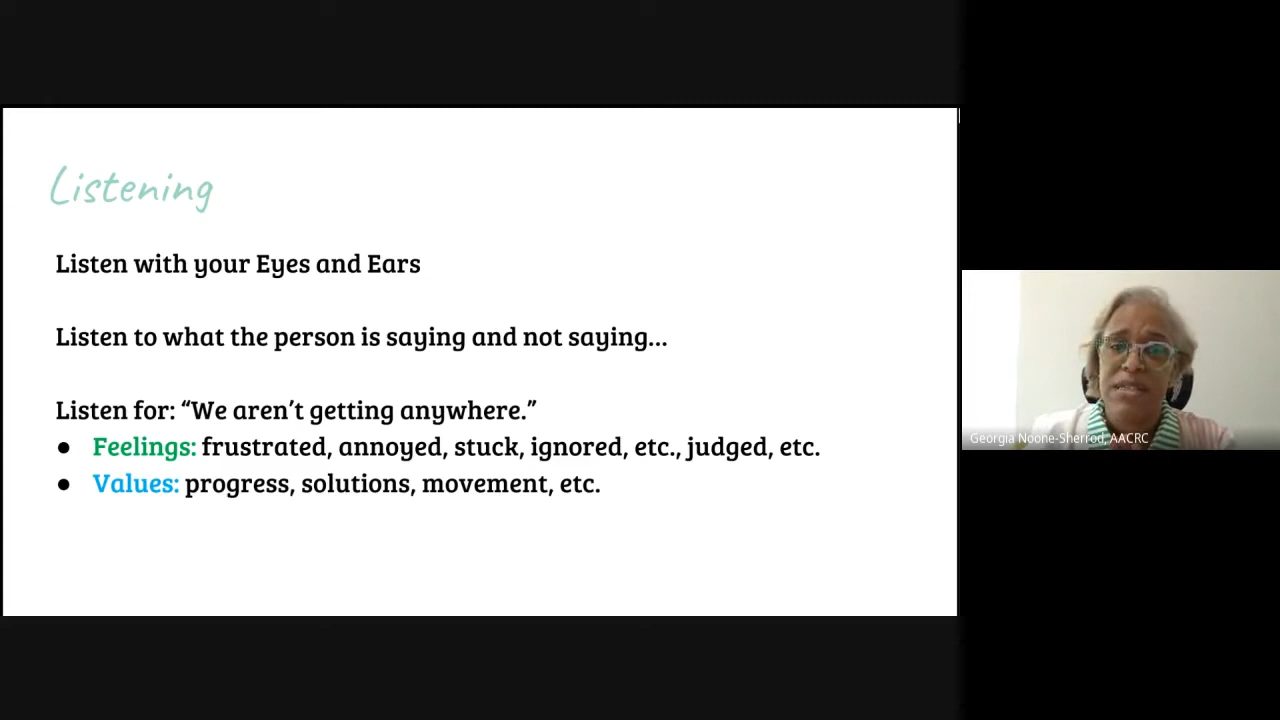 Listening
Listen with your Eyes and Ears
Listen to what the person is saying and not saying...
Listen for: “We aren’t getting anywhere.”
● Feelings: frustrated, annoyed, stuck, ignored, etc., judged, etc.
● Values: progress, solutions, movement, etc.
Georgia Noone-Sherrod, AACRC